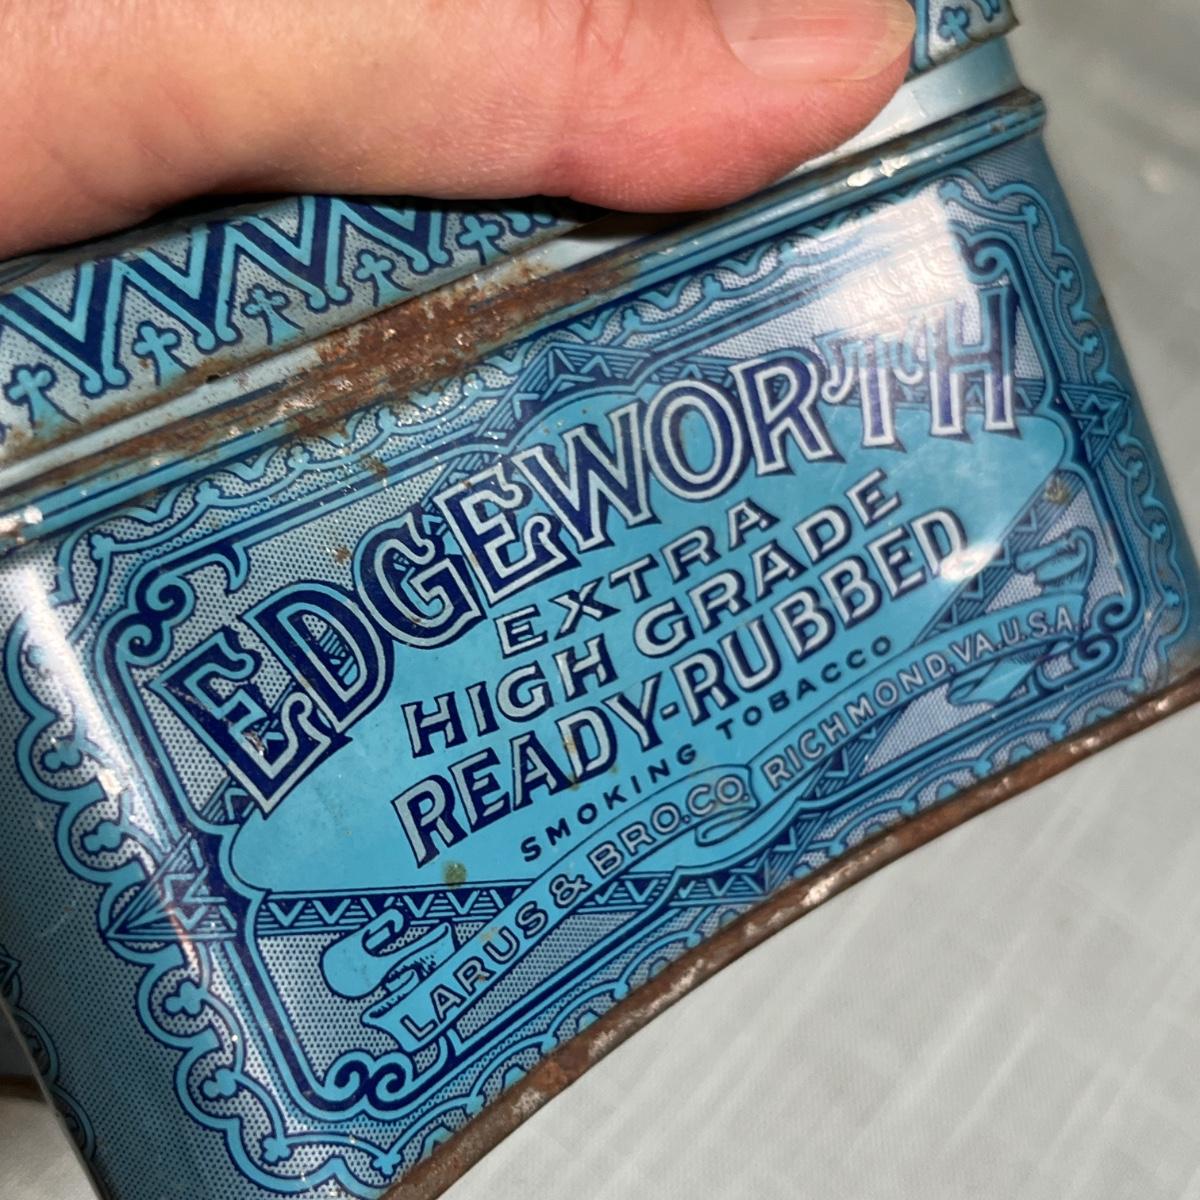 EDGEWORTH
EXTRA
HIGH GRADE
READY-RUBBED
SMOKING TOBACCO
LARUS & BRO.CO. RICHMOND, VA. U.S.A.